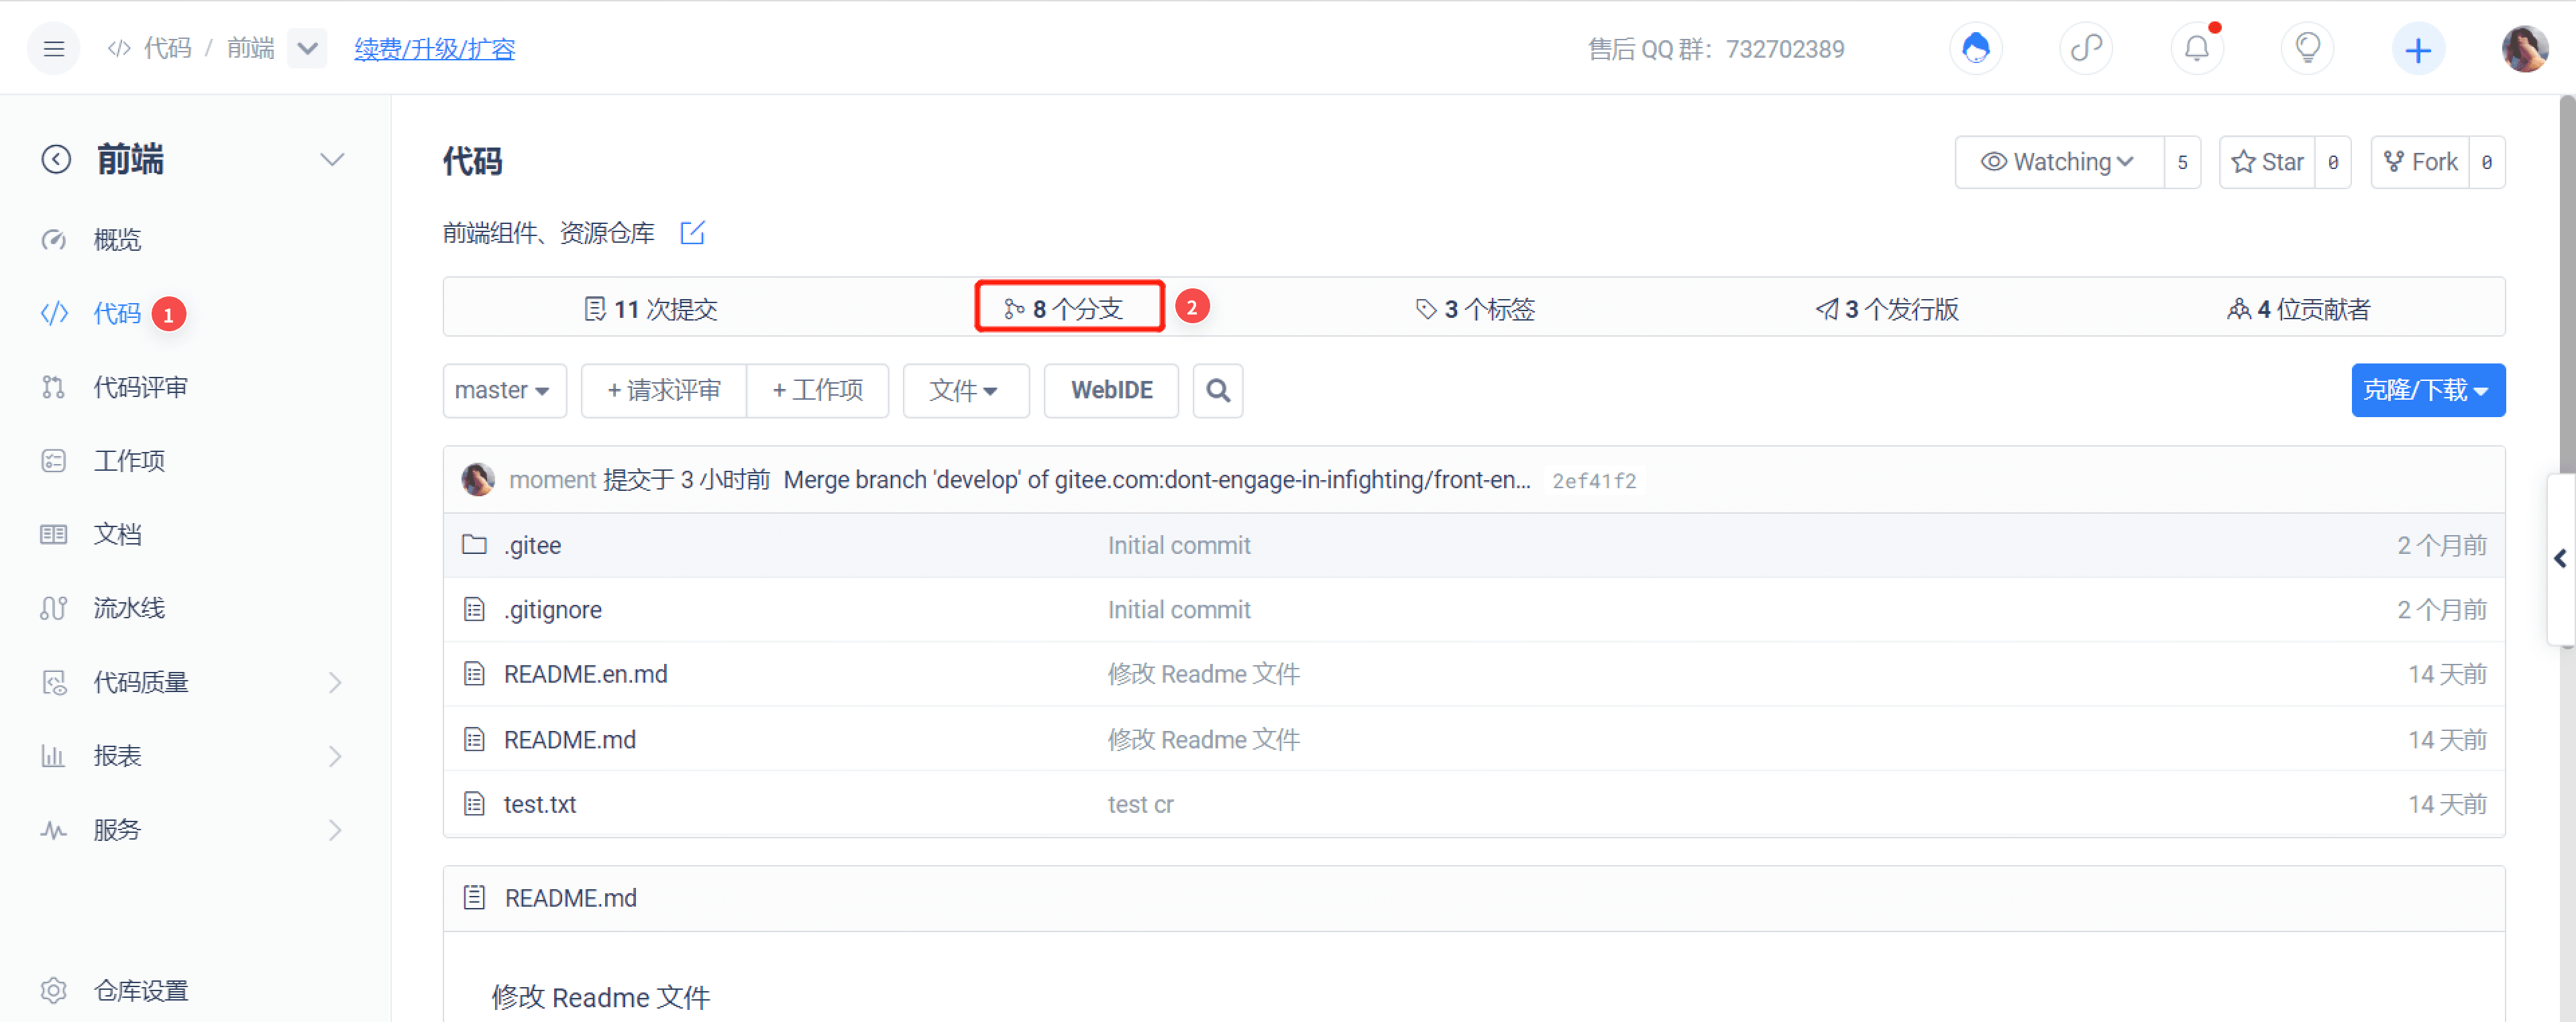 代码 / 前端 续费/升级/扩容 售后 QQ 群：732702389
前端
概览
代码 1
代码评审
工作项
文档
流水线
代码质量
报表
服务
仓库设置
代码
Watching 5 Star 0 Fork 0
前端组件、资源仓库
11 次提交 8 个分支 2 3 个标签 3 个发行版 4 位贡献者
master + 请求评审 + 工作项 文件 WebIDE 克隆/下载
moment 提交于 3 小时前 Merge branch 'develop' of gitee.com:dont-engage-in-infighting/front-en... 2ef41f2
.gitee Initial commit 2 个月前
.gitignore Initial commit 2 个月前
README.en.md 修改 Readme 文件 14 天前
README.md 修改 Readme 文件 14 天前
test.txt test cr 14 天前
README.md
修改 Readme 文件